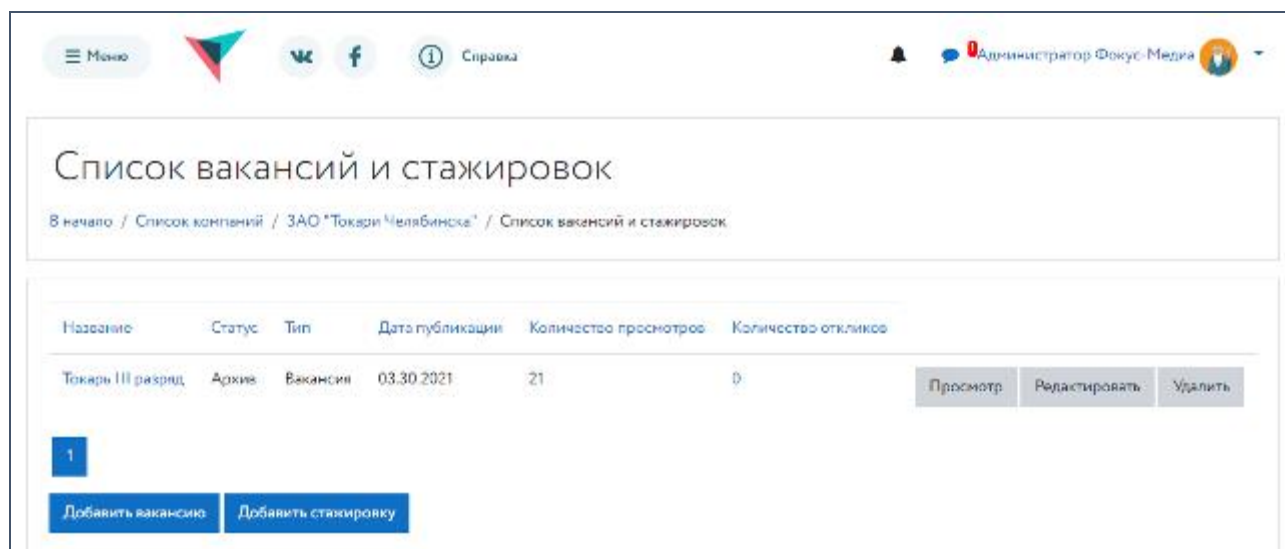 Меню
Справка
Администратор Фокус-Медиа
Список вакансий и стажировок
В начало / Список компаний / ЗАО "Токари Челябинска" / Список вакансий и стажировок
Название Статус Тип Дата публикации Количество просмотров Количество откликов
Токарь III разряд Архив Вакансия 03.30.2021 21 0 Просмотр Редактировать Удалить
1
Добавить вакансию Добавить стажировку